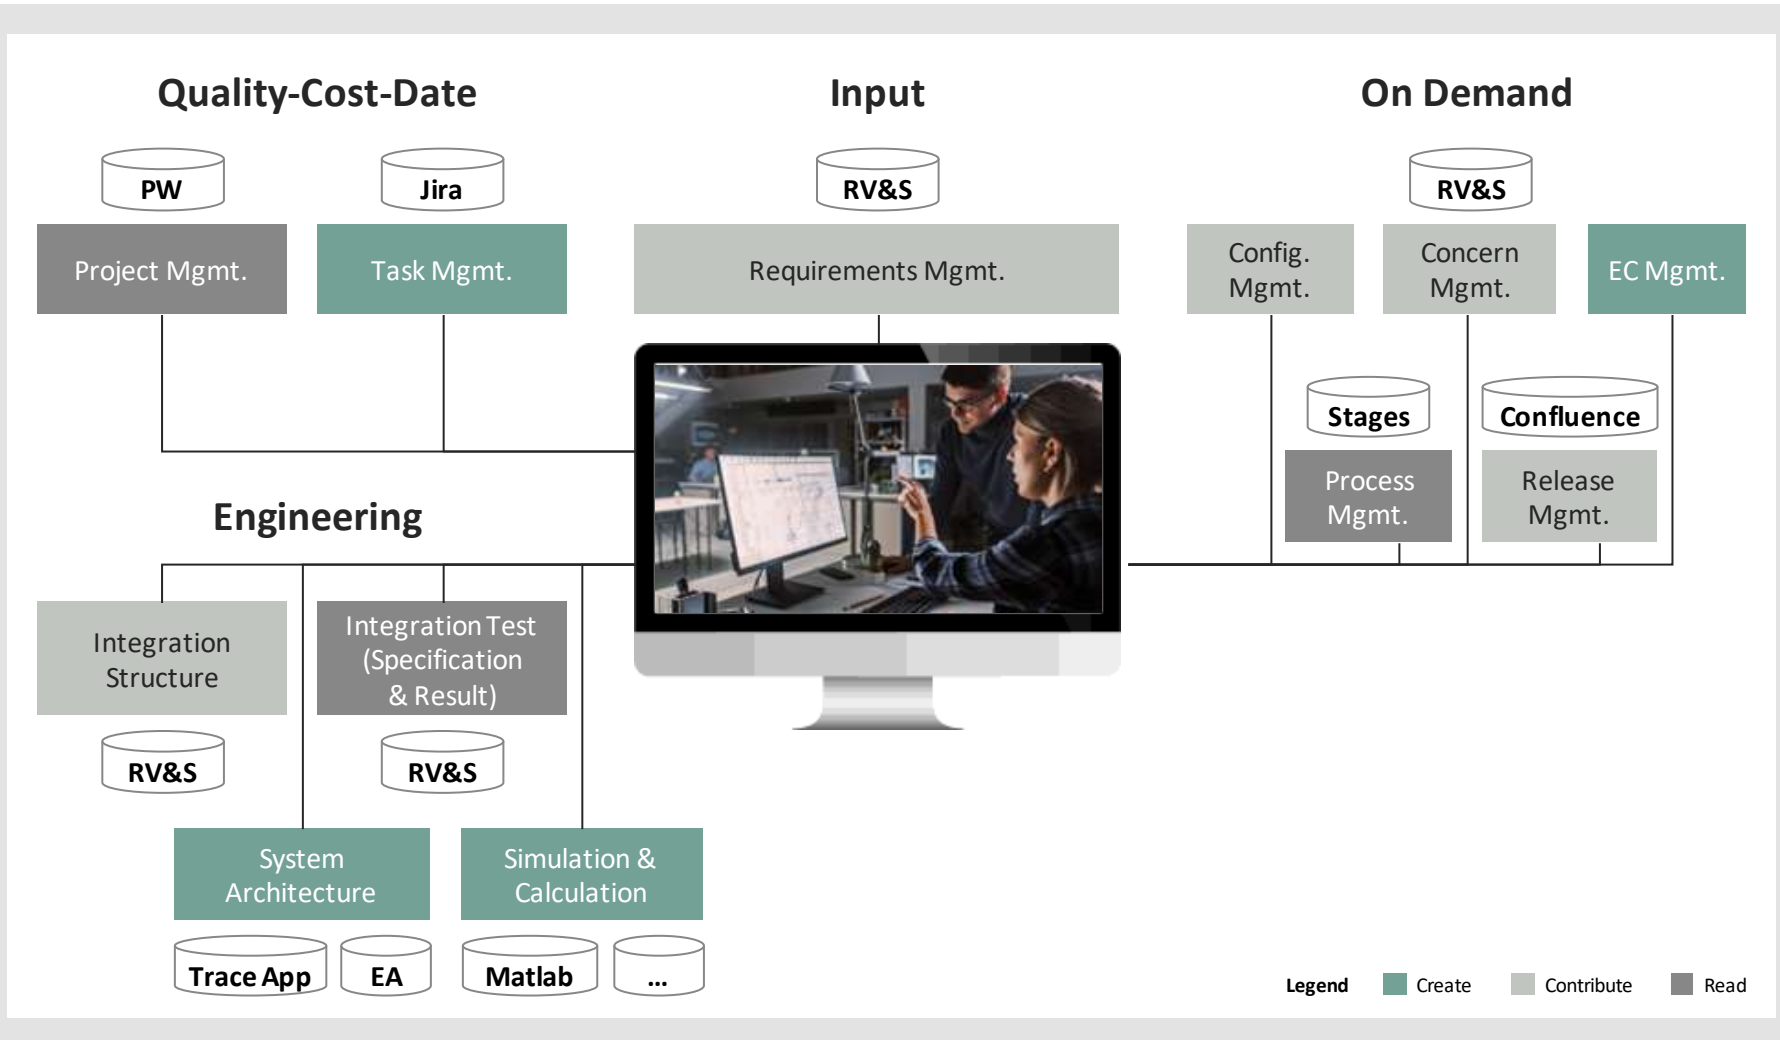 Quality-Cost-Date
Input
On Demand
PW
Jira
RV&S
RV&S
Project Mgmt.
Task Mgmt.
Requirements Mgmt.
Config.
Mgmt.
Concern
Mgmt.
EC Mgmt.
Stages
Confluence
Process
Mgmt.
Release
Mgmt.
Engineering
Integration
Structure
Integration Test
(Specification
& Result)
RV&S
RV&S
System
Architecture
Simulation &
Calculation
Trace App
EA
Matlab
...
Legend
Create
Contribute
Read